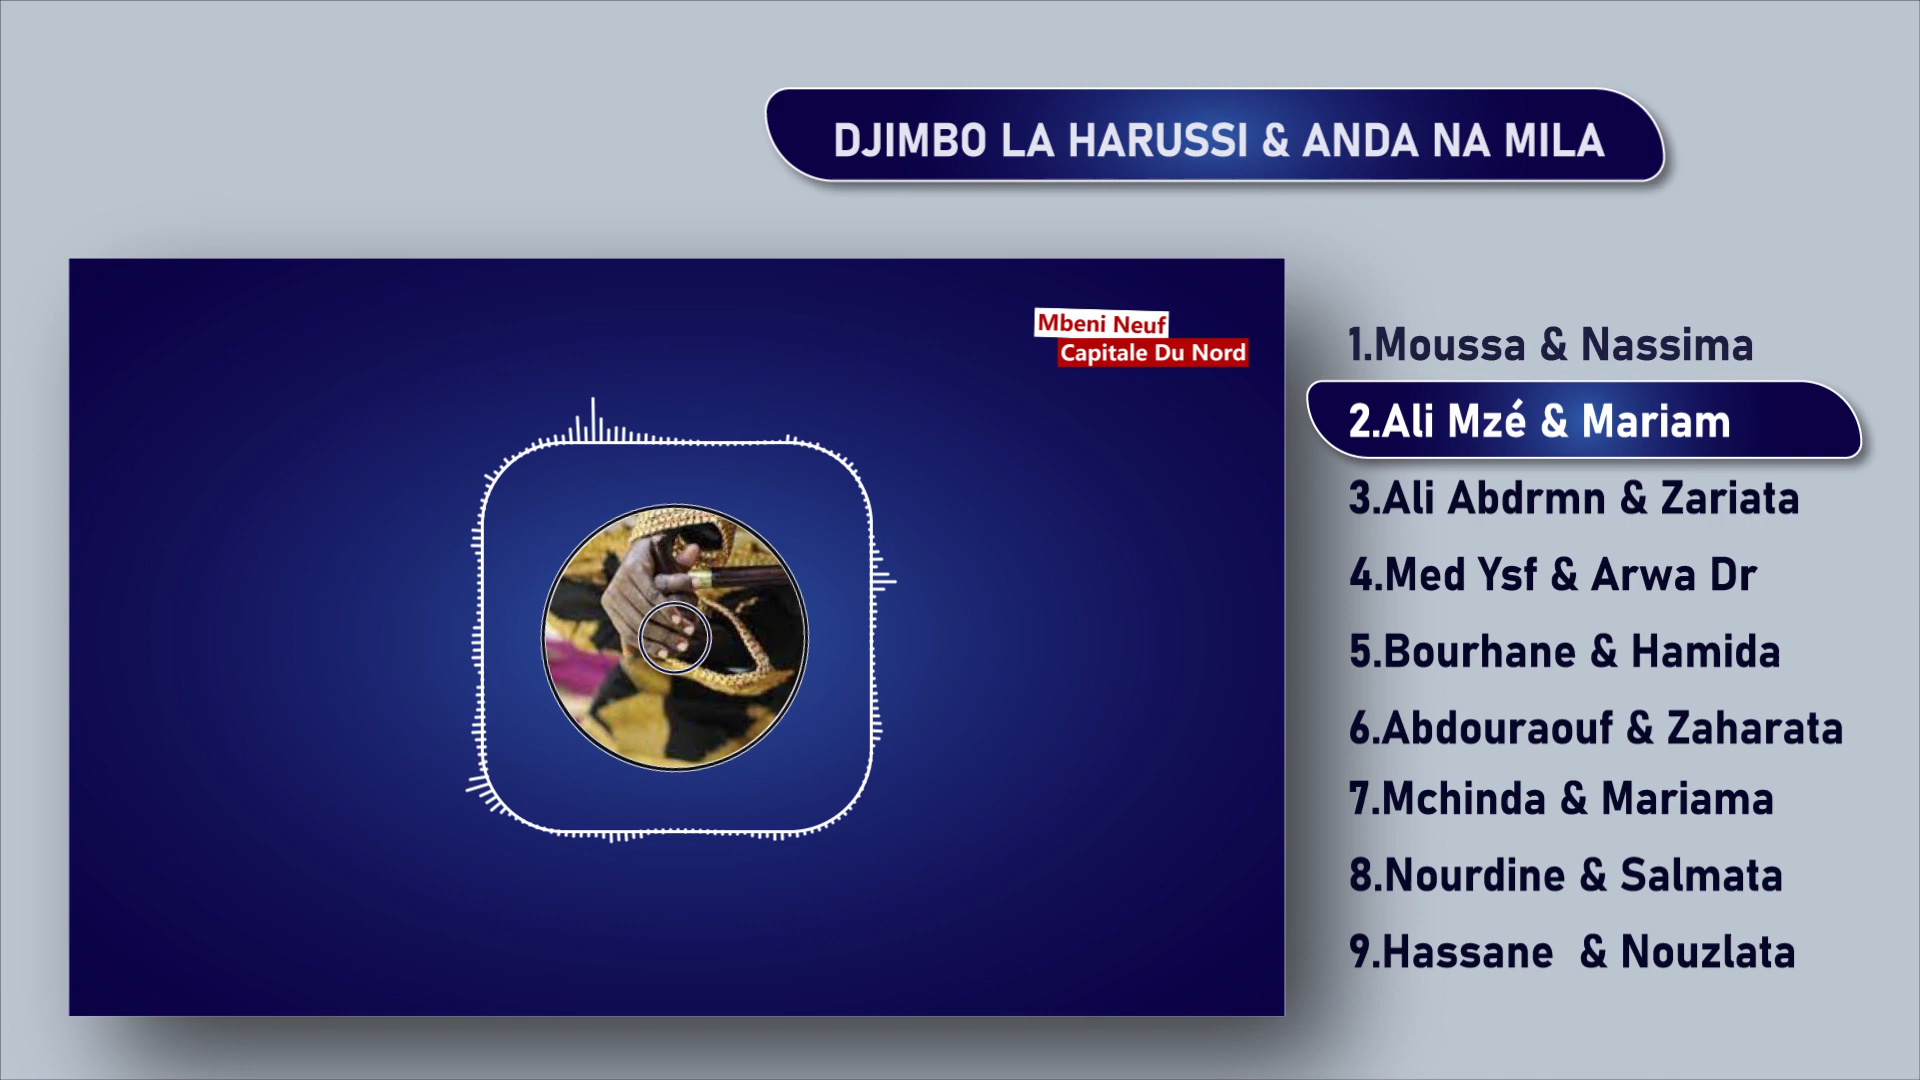 DJIMBO LA HARUSSI & ANDA NA MILA
Mbeni Neuf
Capitale Du Nord
1.Moussa & Nassima
2.Ali Mzé & Mariam
3.Ali Abdrmn & Zariata
4.Med Ysf & Arwa Dr
5.Bourhane & Hamida
6.Abdouraouf & Zaharata
7.Mchinda & Mariama
8.Nourdine & Salmata
9.Hassane & Nouzlata